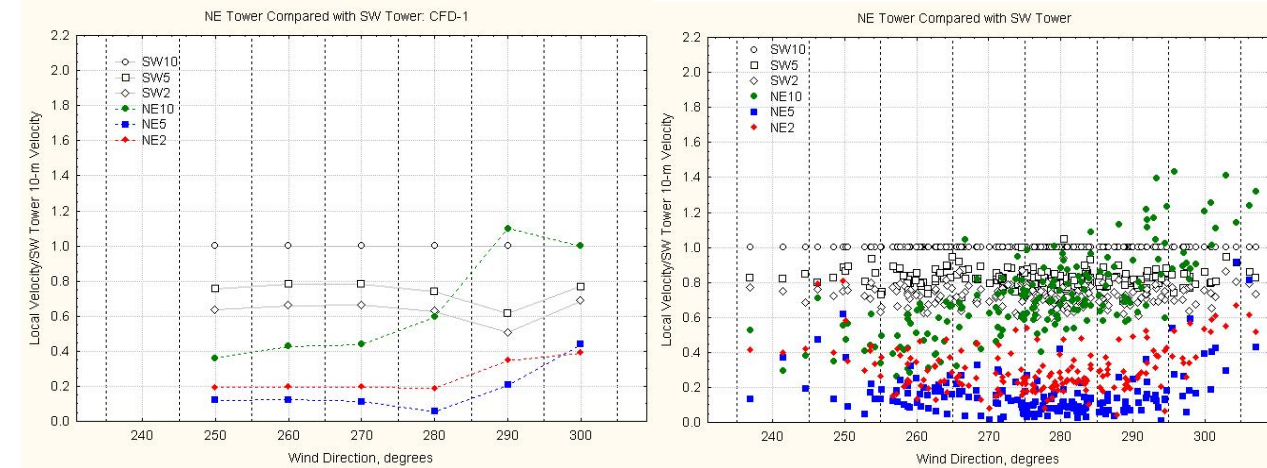 NE Tower Compared with SW Tower: CFD-1
Local Velocity/SW Tower 10-m Velocity
2.2
2.0
1.8
1.6
1.4
1.2
1.0
0.8
0.6
0.4
0.2
0.0
SW10
SW5
SW2
NE10
NE5
NE2
240 250 260 270 280 290 300
Wind Direction, degrees
NE Tower Compared with SW Tower
Local Velocity/SW Tower 10-m Velocity
2.2
2.0
1.8
1.6
1.4
1.2
1.0
0.8
0.6
0.4
0.2
0.0
SW10
SW5
SW2
NE10
NE5
NE2
240 250 260 270 280 290 300
Wind Direction, degrees